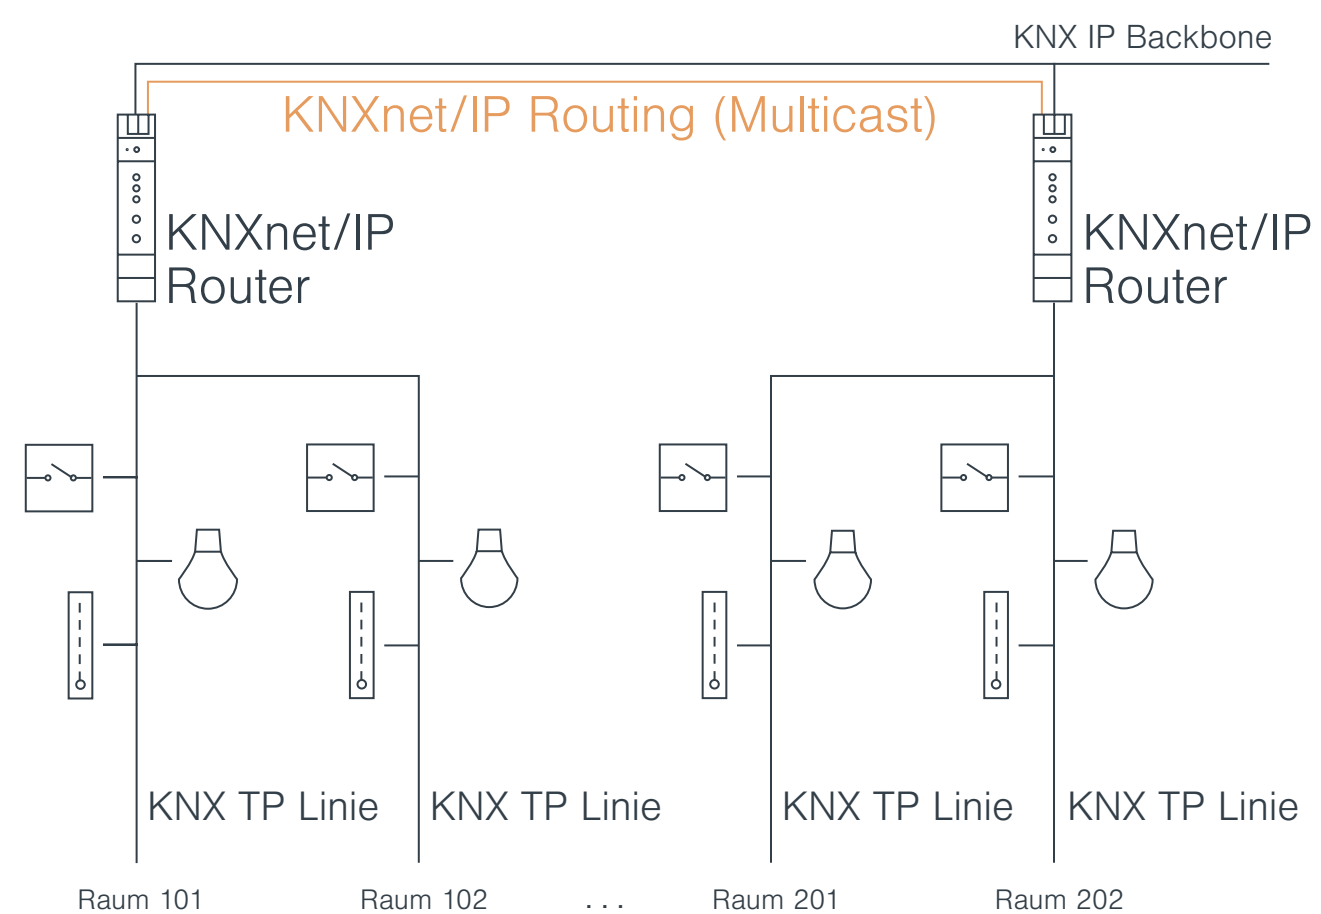 KNX IP Backbone
KNXnet/IP Routing (Multicast)
KNXnet/IP
Router
KNXnet/IP
Router
KNX TP Linie
KNX TP Linie
KNX TP Linie
KNX TP Linie
Raum 101
Raum 102
...
Raum 201
Raum 202